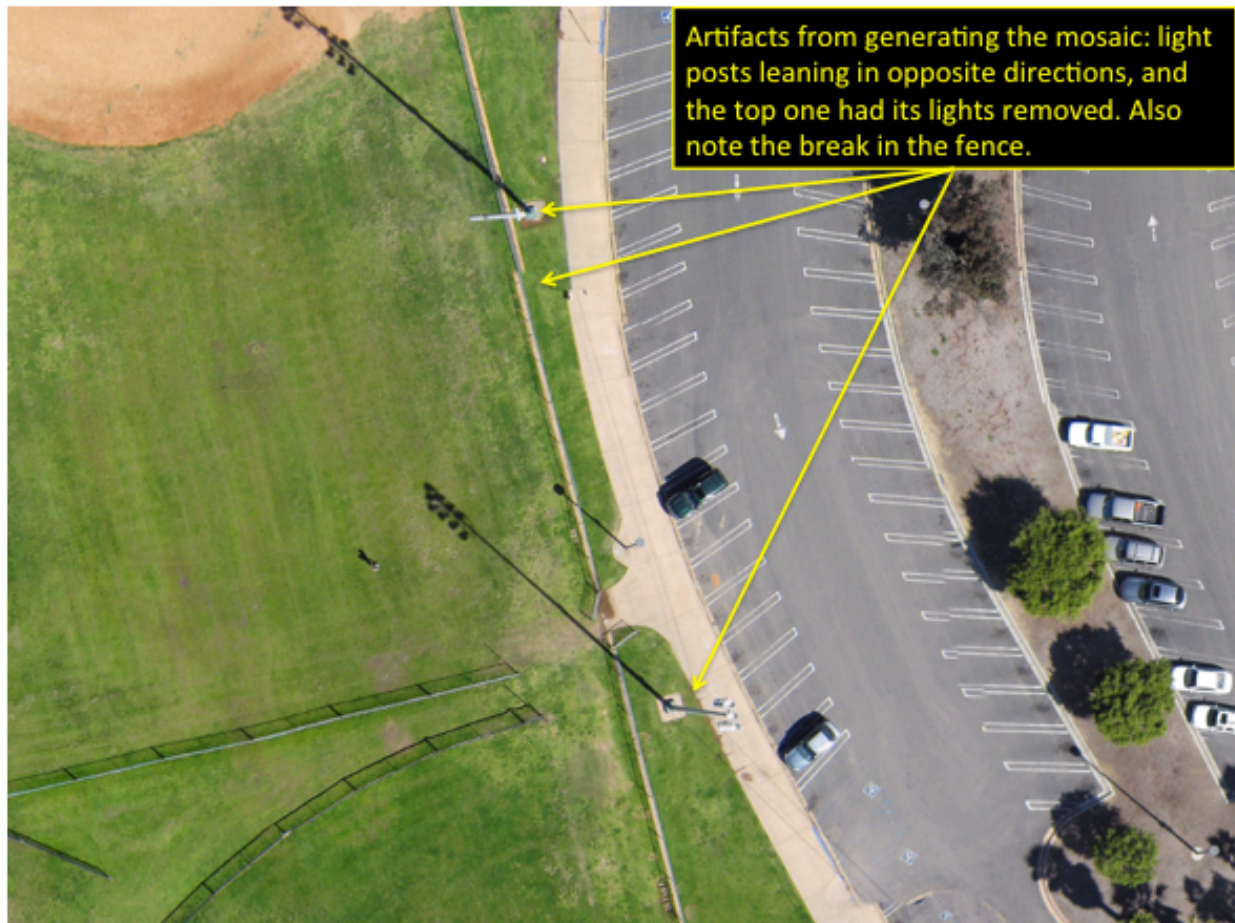 Artifacts from generating the mosaic: light
posts leaning in opposite directions, and
the top one had its lights removed. Also
note the break in the fence.